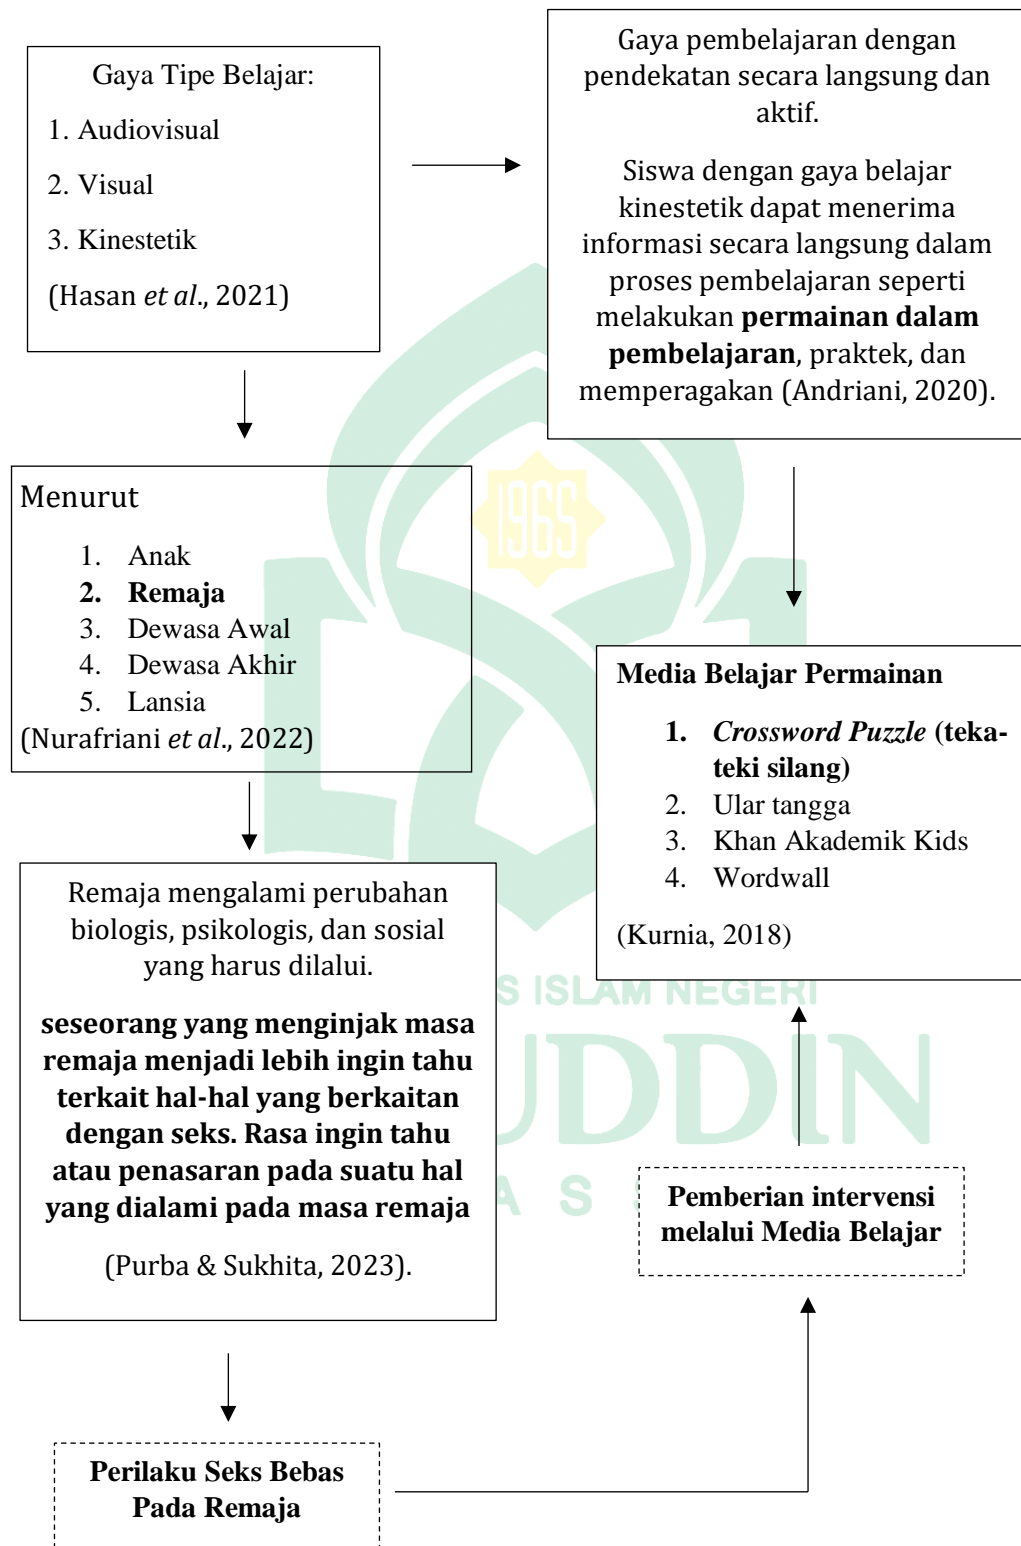 Gaya Tipe Belajar:
1. Audiovisual
2. Visual
3. Kinestetik
(Hasan et al., 2021)
Gaya pembelajaran dengan
pendekatan secara langsung dan
aktif.
Siswa dengan gaya belajar
kinestetik dapat menerima
informasi secara langsung dalam
proses pembelajaran seperti
melakukan permainan dalam
pembelajaran, praktek, dan
memperagakan (Andriani, 2020).
Menurut
1. Anak
2. Remaja
3. Dewasa Awal
4. Dewasa Akhir
5. Lansia
(Nurafriani et al., 2022)
1965
Media Belajar Permainan
1. Crossword Puzzle (teka-
teki silang)
2. Ular tangga
3. Khan Akademik Kids
4. Wordwall
(Kurnia, 2018)
Remaja mengalami perubahan
biologis, psikologis, dan sosial
yang harus dilalui.
seseorang yang menginjak masa
remaja menjadi lebih ingin tahu
terkait hal-hal yang berkaitan
dengan seks. Rasa ingin tahu
atau penasaran pada suatu hal
yang dialami pada masa remaja
(Purba & Sukhita, 2023).
S ISLAM NEGERI
UDDIN
A S S
Pemberian intervensi
melalui Media Belajar
Perilaku Seks Bebas
Pada Remaja